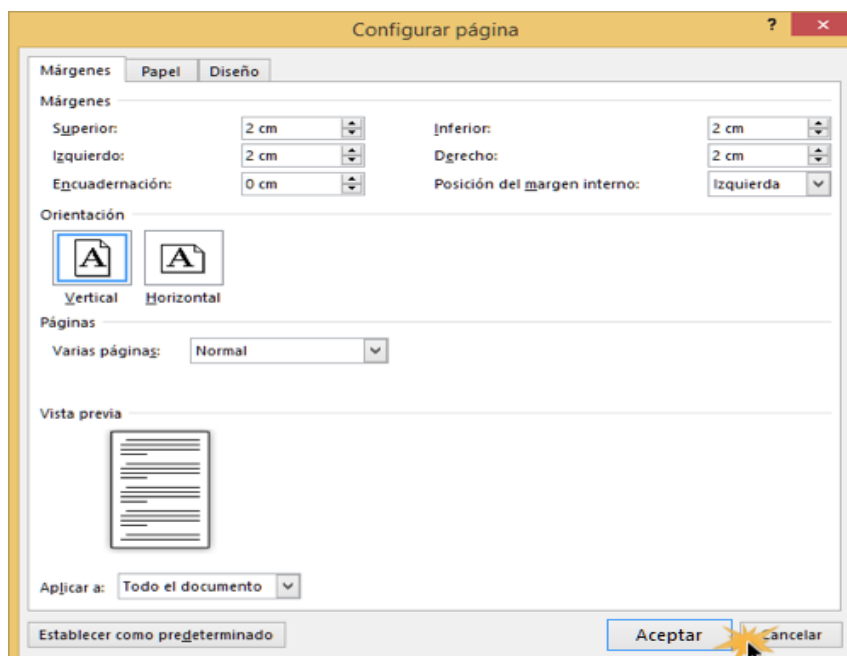 Configurar página ? ×
Márgenes Papel Diseño
Márgenes
Superior: 2 cm Inferior: 2 cm
Izquierdo: 2 cm Derecho: 2 cm
Encuadernación: 0 cm Posición del margen interno: Izquierda
Orientación
A A
Vertical Horizontal
Páginas
Varias páginas: Normal
Vista previa
Aplicar a: Todo el documento
Establecer como predeterminado Aceptar Cancelar